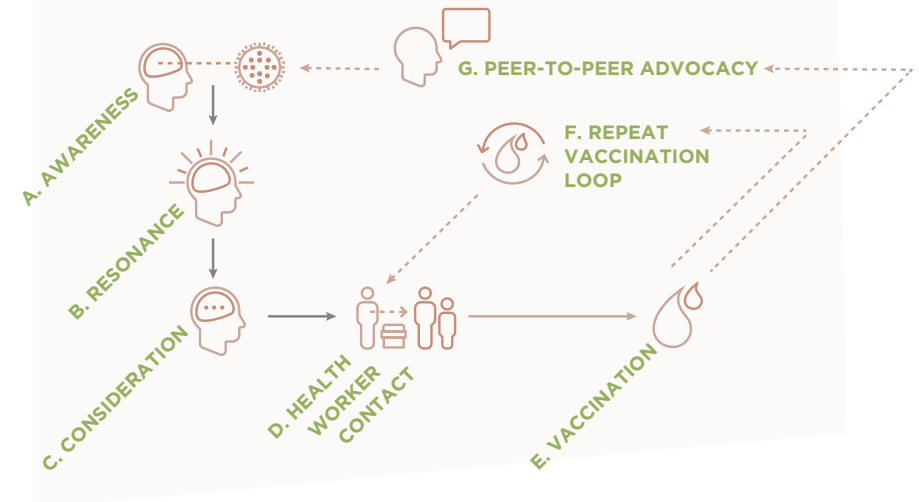 A. AWARENESS
B. RESONANCE
C. CONSIDERATION
D. HEALTH
WORKER
CONTACT
E. VACCINATION
F. REPEAT
VACCINATION
LOOP
G. PEER-TO-PEER ADVOCACY